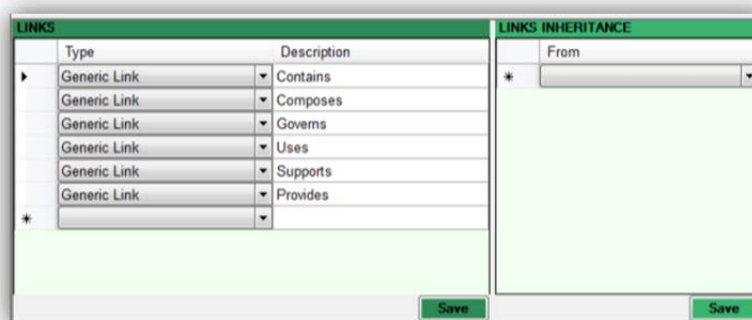 LINKS
Type Description
Generic Link Contains
Generic Link Composes
Generic Link Governs
Generic Link Uses
Generic Link Supports
Generic Link Provides
Save
LINKS INHERITANCE
From
Save